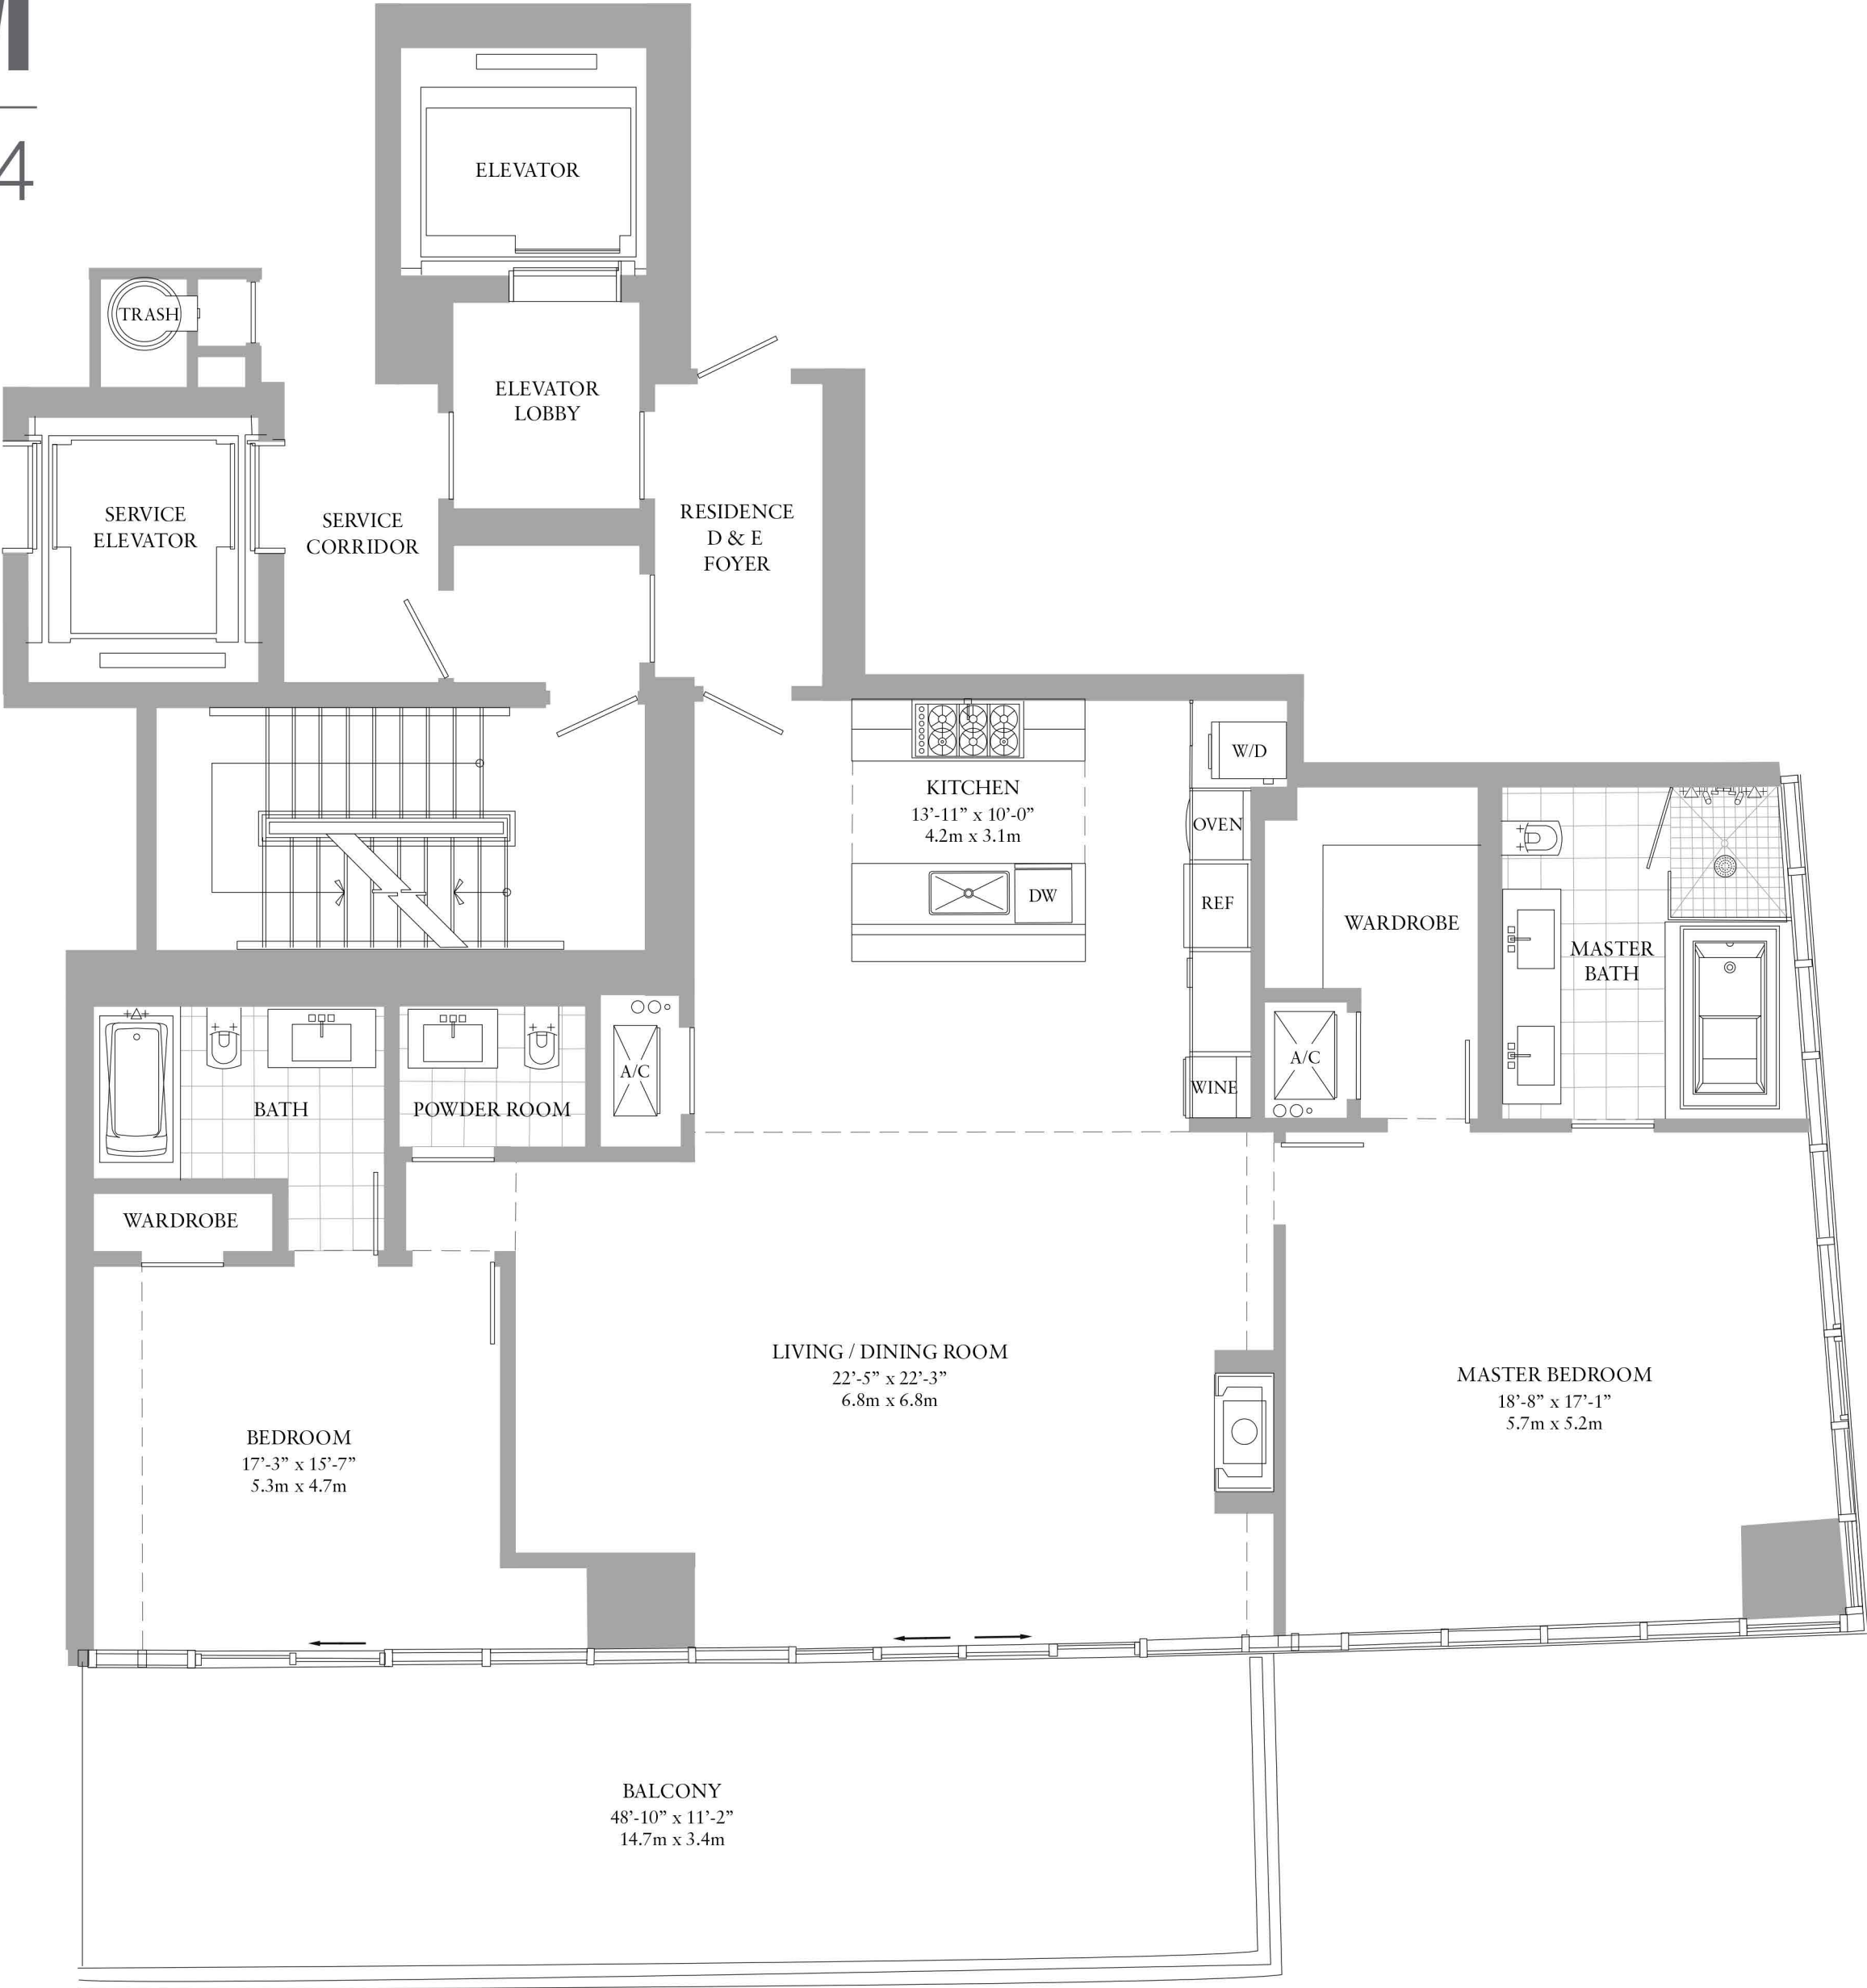 4
ELEVATOR
TRASH
ELEVATOR
LOBBY
SERVICE
ELEVATOR
SERVICE
CORRIDOR
RESIDENCE
D & E
FOYER
W/D
KITCHEN
13’-11” x 10’-0”
4.2m x 3.1m
OVEN
DW
REF
WARDROBE
MASTER
BATH
A/C
A/C
WINE
BATH
POWDER ROOM
WARDROBE
LIVING / DINING ROOM
22’-5” x 22’-3”
6.8m x 6.8m
MASTER BEDROOM
18’-8” x 17’-1”
5.7m x 5.2m
BEDROOM
17’-3” x 15’-7”
5.3m x 4.7m
BALCONY
48’-10” x 11’-2”
14.7m x 3.4m